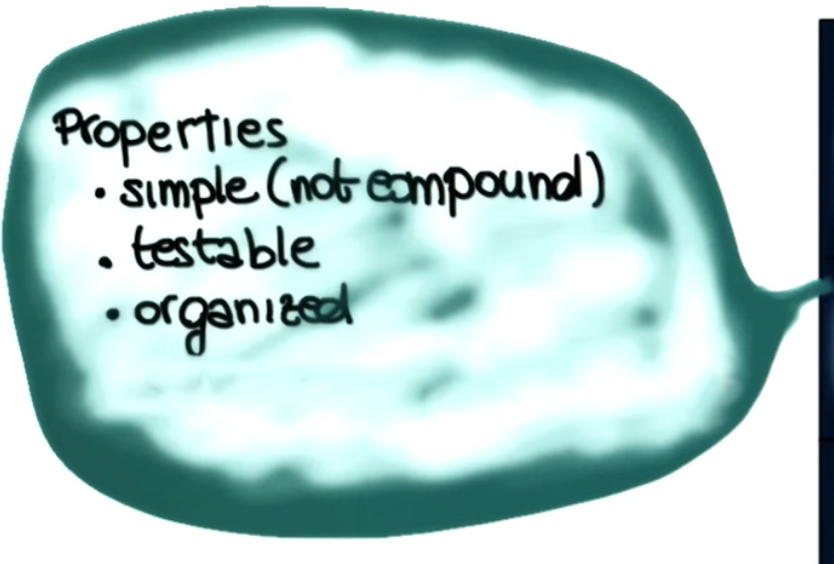 Properties
• simple (not compound)
• testable
• organized